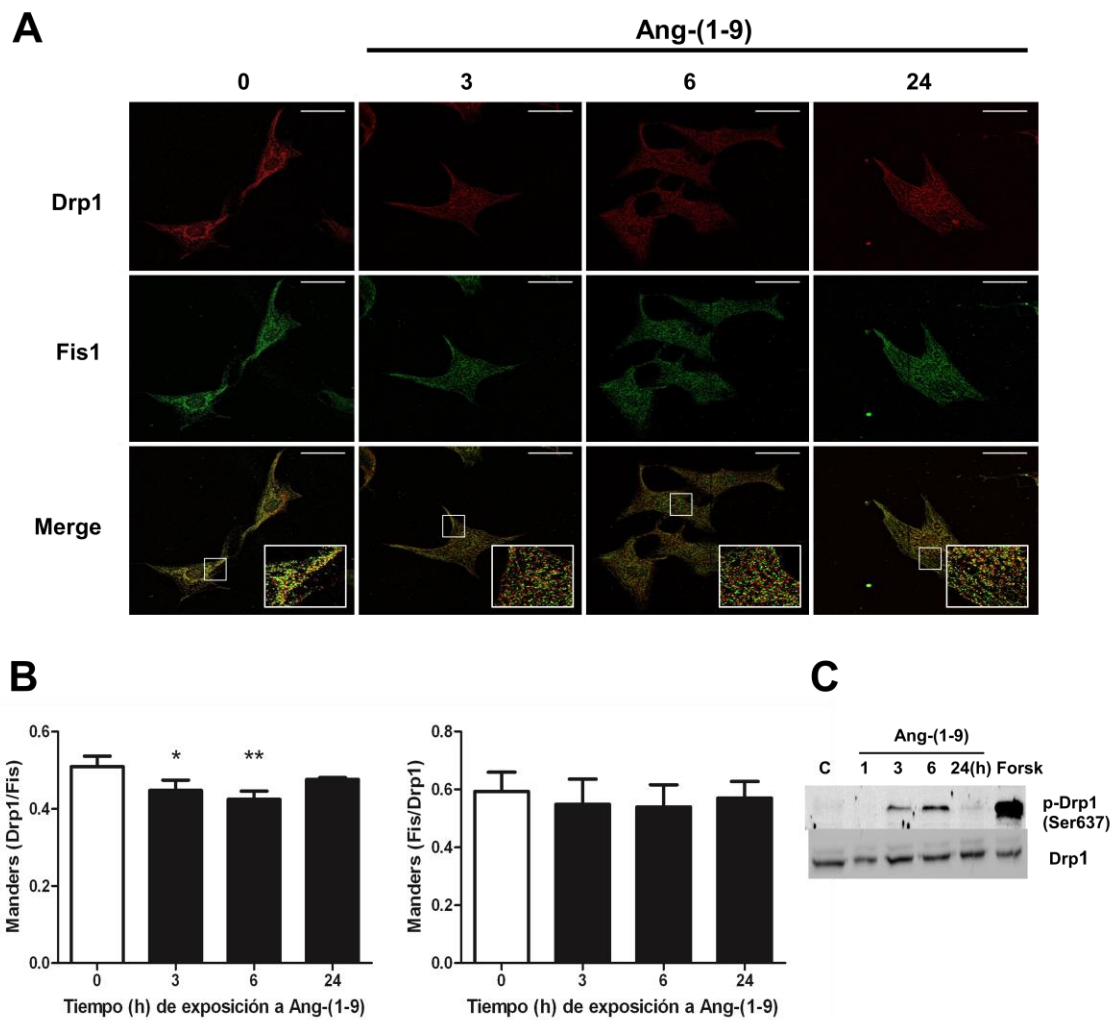 A
Ang-(1-9)
0 3 6 24
Drp1
Fis1
Merge
B
Manders (Drp1/Fis)
0.6
0.4
0.2
0.0
* **
0 3 6 24
Tiempo (h) de exposición a Ang-(1-9)
Manders (Fis/Drp1)
0.8
0.6
0.4
0.2
0.0
0 3 6 24
Tiempo (h) de exposición a Ang-(1-9)
C
Ang-(1-9)
C 1 3 6 24(h) Forsk
p-Drp1
(Ser637)
Drp1